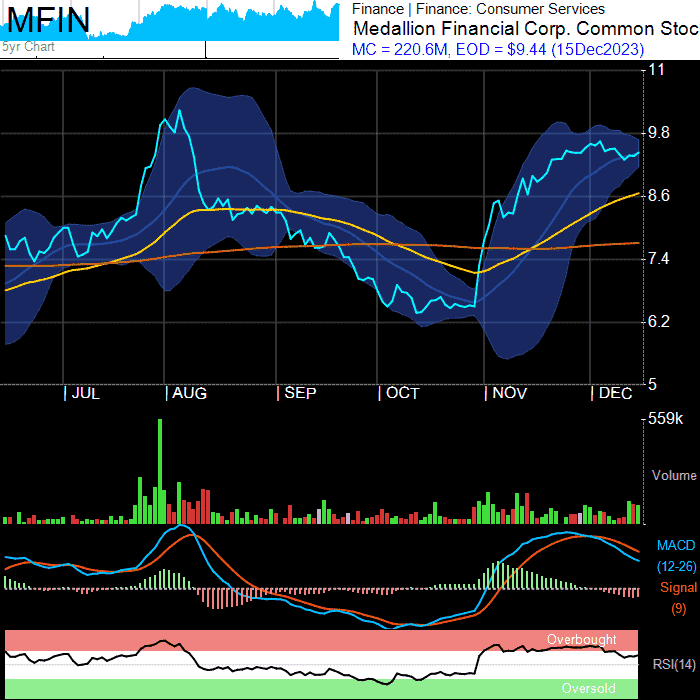 MFIN
5yr Chart
Finance | Finance: Consumer Services
Medallion Financial Corp. Common Stoc
MC = 220.6M, EOD = $9.44 (15Dec2023)
11
9.8
8.6
7.4
6.2
5
JUL
AUG
SEP
OCT
NOV
DEC
559k
Volume
MACD
(12-26)
Signal
(9)
Overbought
RSI(14)
Oversold